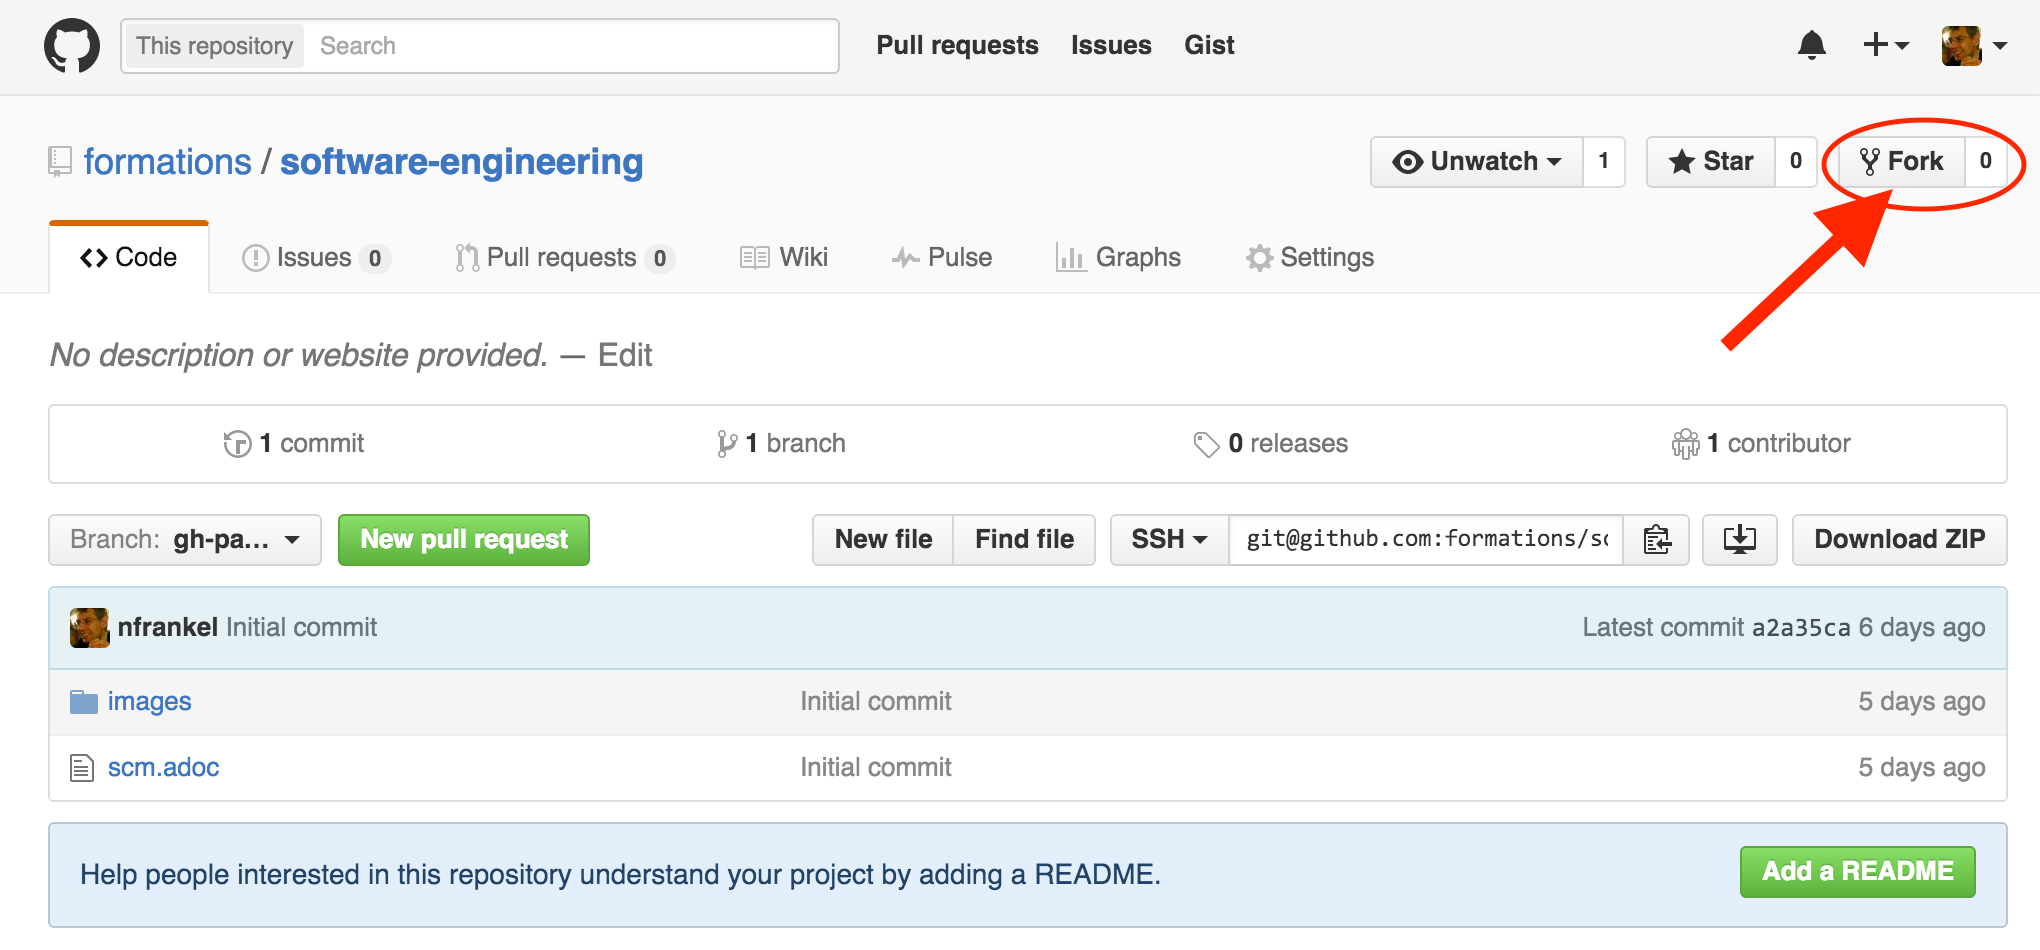 This repository Search Pull requests Issues Gist
formations / software-engineering Unwatch 1 Star 0 Fork 0
Code Issues 0 Pull requests 0 Wiki Pulse Graphs Settings
No description or website provided. — Edit
1 commit 1 branch 0 releases 1 contributor
Branch: gh-pa... New pull request New file Find file SSH git@github.com:formations/so Download ZIP
nfrankel Initial commit Latest commit a2a35ca 6 days ago
images Initial commit 5 days ago
scm.adoc Initial commit 5 days ago
Help people interested in this repository understand your project by adding a README. Add a README